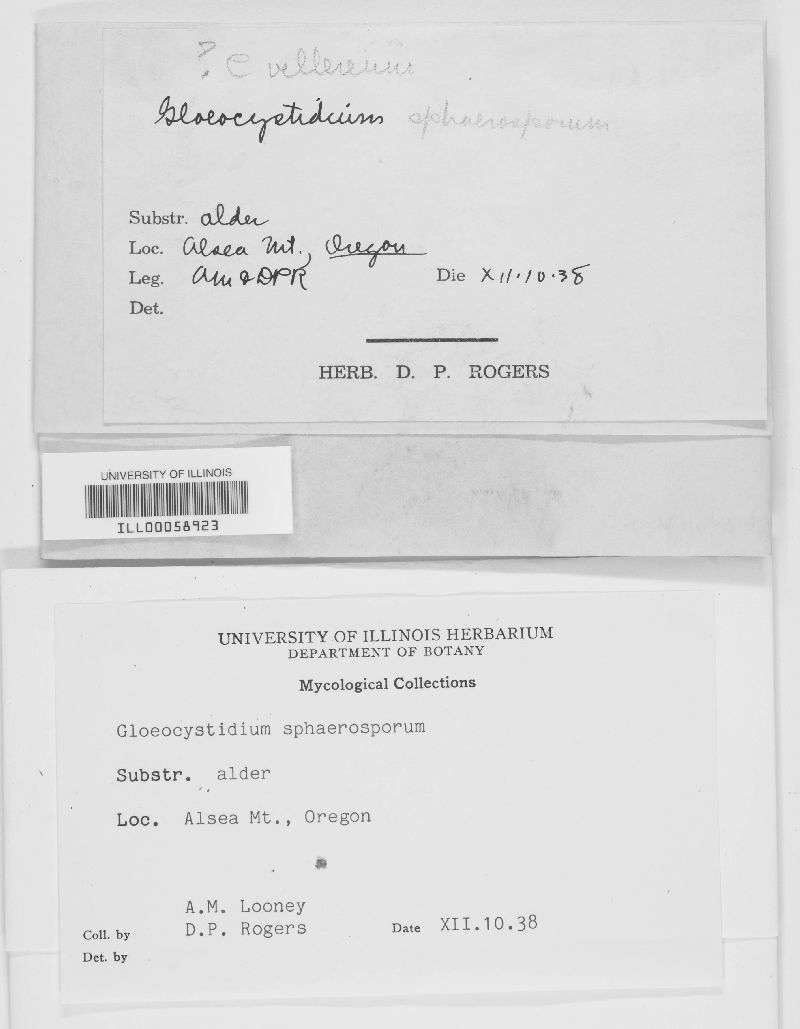 ? C vellereum
Gloeocystidium sphaerosporum
Substr. alder
Loc. Alsea Mt., Oregon
Leg. AM & DPR Die XII.10.38
Det.
HERB. D. P. ROGERS
UNIVERSITY OF ILLINOIS
ILL00058923
UNIVERSITY OF ILLINOIS HERBARIUM
DEPARTMENT OF BOTANY
Mycological Collections
Gloeocystidium sphaerosporum
Substr. alder
Loc. Alsea Mt., Oregon
A.M. Looney
Coll. by D.P. Rogers Date XII.10.38
Det. by